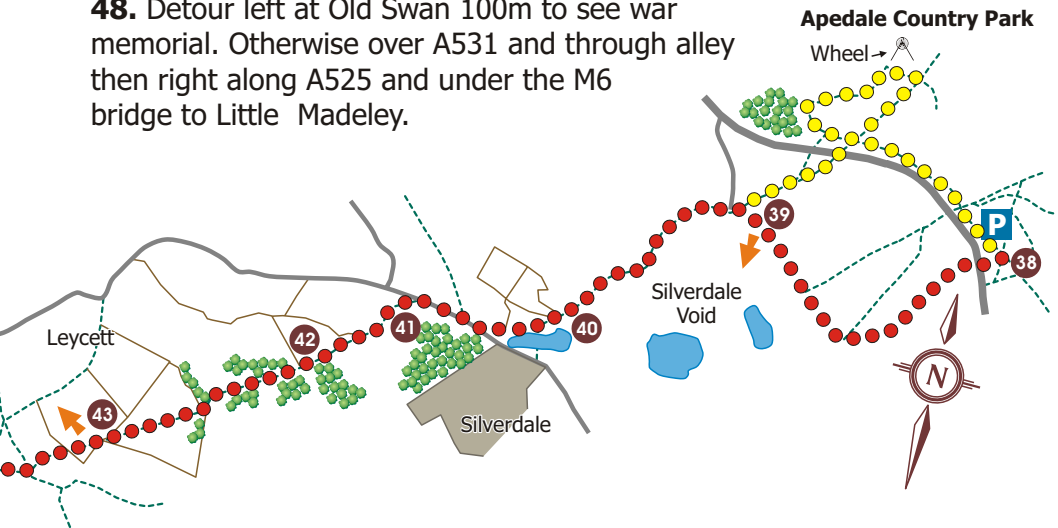 48. Detour left at Old Swan 100m to see war
memorial. Otherwise over A531 and through alley
then right along A525 and under the M6
bridge to Little Madeley.
Apedale Country Park
Wheel
P
38
39
Silverdale
Void
40
41
42
Leycett
43
Silverdale
N